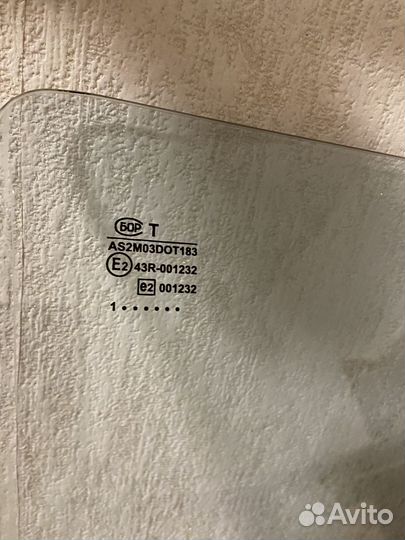 БОР T
AS2M03DOT183
E2 43R-001232
e2 001232
1 . . . . . .
Avito